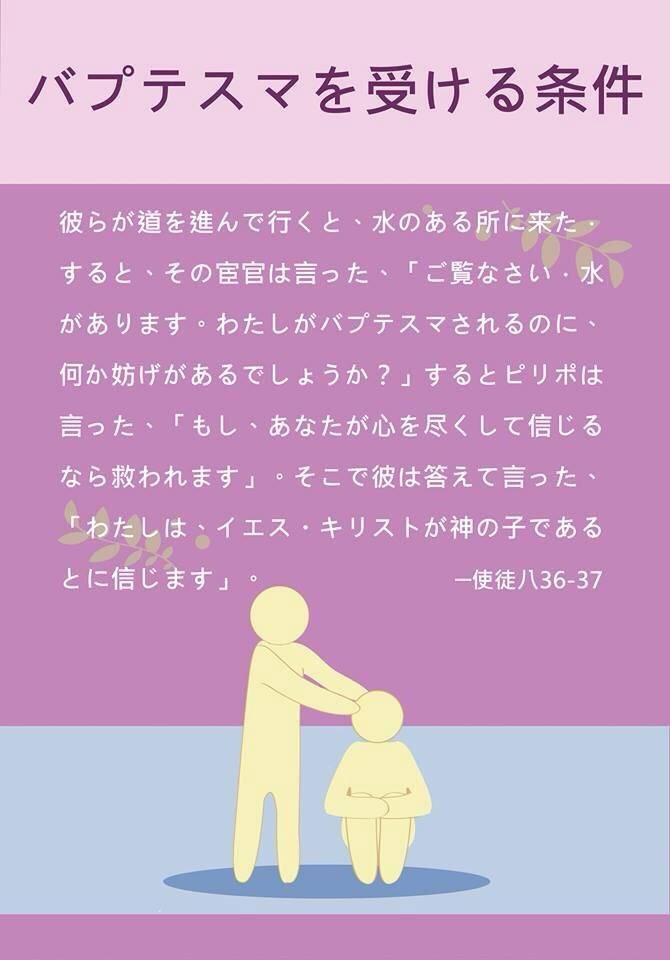 バプテスマを受ける条件
彼らが道を進んで行くと、水のある所に来た．
すると、その宦官は言った、「ご覧なさい．水
があります。わたしがバプテスマされるのに、
何か妨げがあるでしょうか？」するとピリポは
言った、「もし、あなたが心を尽くして信じる
なら救われます」。そこで彼は答えて言った、
「わたしは、イエス・キリストが神の子である
とに信じます」。
—使徒八36-37